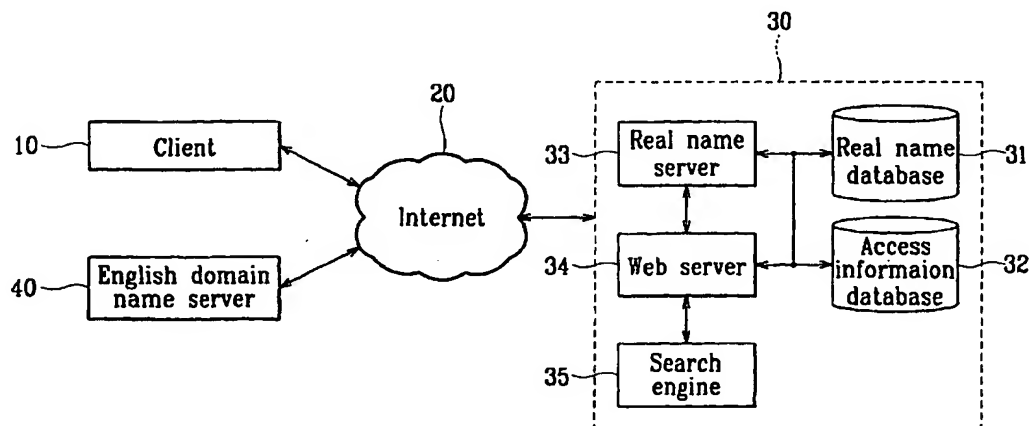 30
20
10
Client
33
Real name
server
Real name
database
31
Internet
40
English domain
name server
34
Web server
Access
informaion
database
32
35
Search
engine